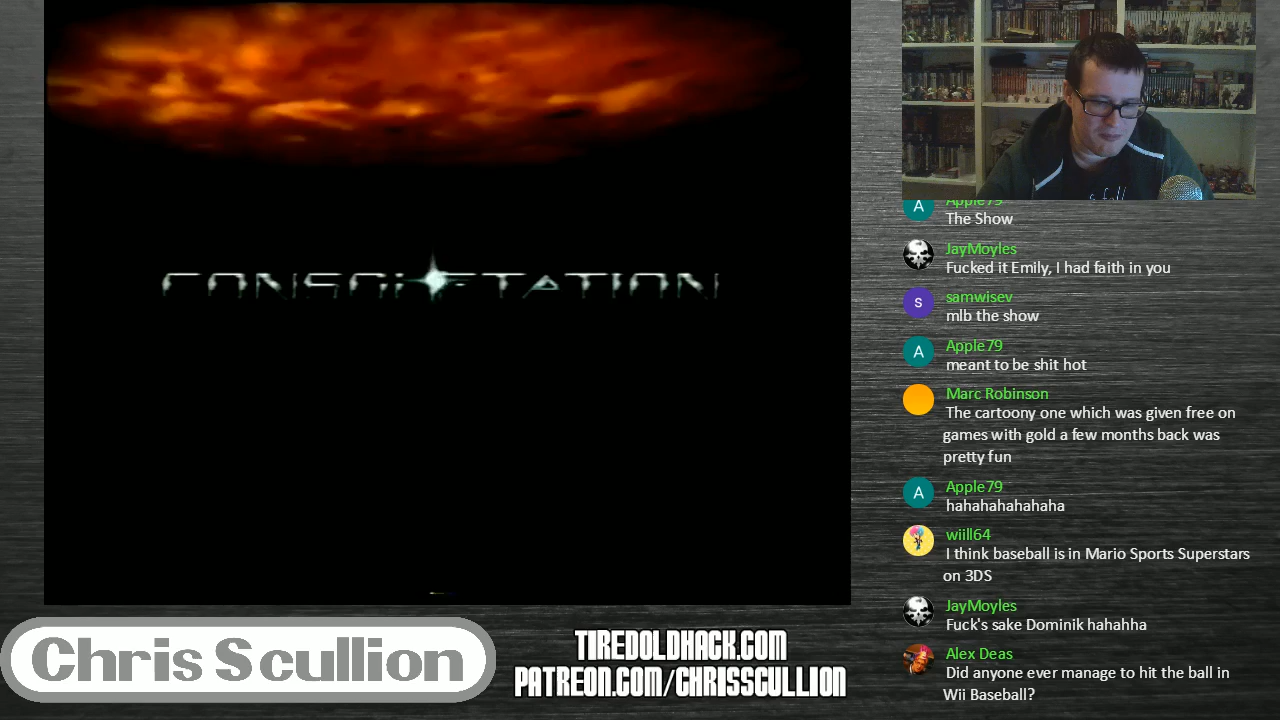 Apple79
The Show
JayMoyles
Fucked it Emily, I had faith in you
samwisev
mlb the show
Apple79
meant to be shit hot
Marc Robinson
The cartoony one which was given free on
games with gold a few months back was
pretty fun
Apple79
hahahahahahaha
wiill64
I think baseball is in Mario Sports Superstars
on 3DS
JayMoyles
Fuck's sake Dominik hahahha
Alex Deas
Did anyone ever manage to hit the ball in
Wii Baseball?
A
S
A
A
Chris Scullion
TIREDOLDHACK.COM
PATREON.COM/CHRISSCULLION